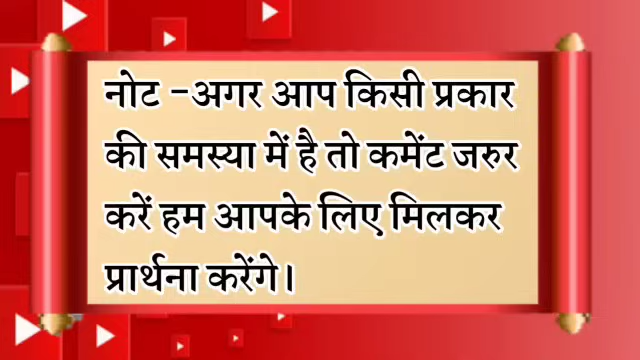 नोट -अगर आप किसी प्रकार
की समस्या में है तो कमेंट जरुर
करें हम आपके लिए मिलकर
प्रार्थना करेंगे।